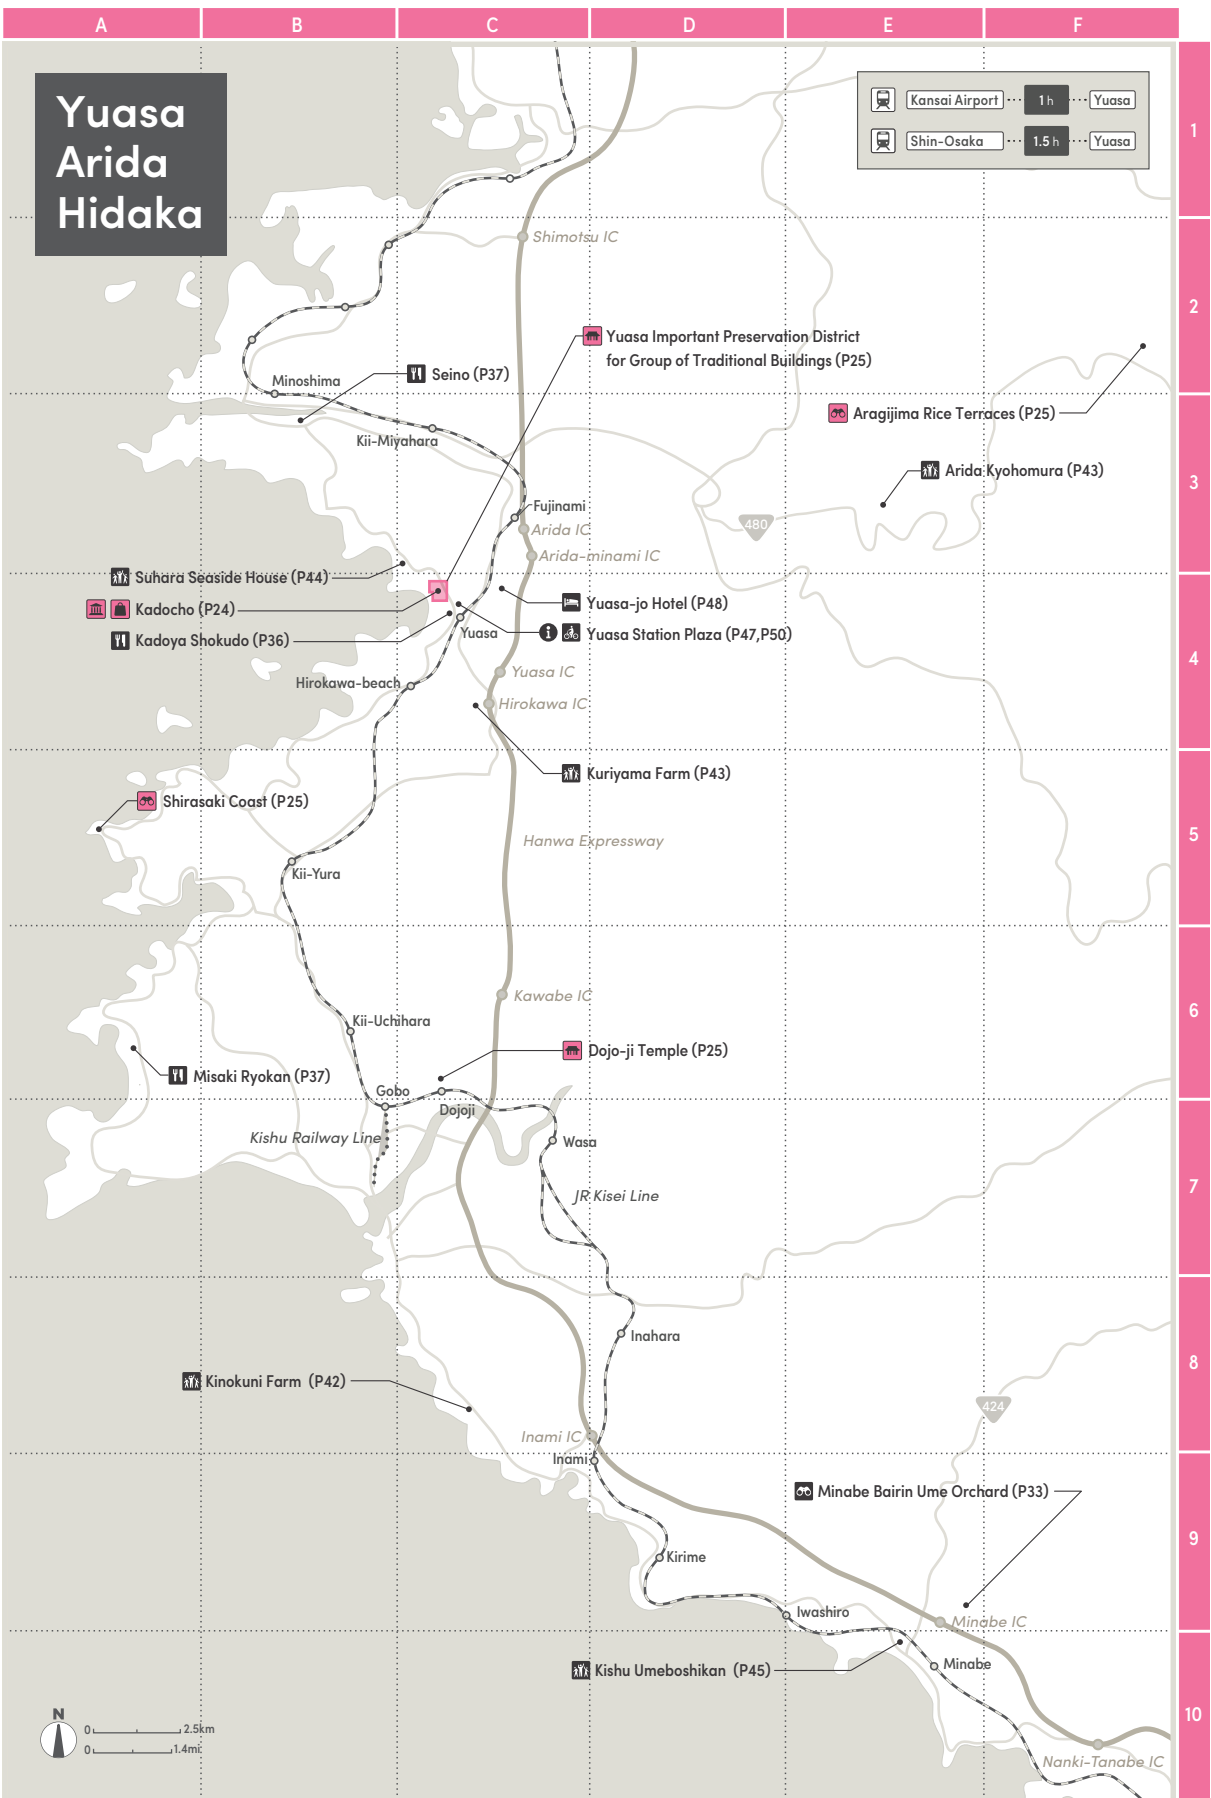 A B C D E F
Yuasa
Arida
Hidaka
Kansai Airport 1 h Yuasa
Shin-Osaka 1.5 h Yuasa
1
Shimotsu IC
2
Yuasa Important Preservation District
for Group of Traditional Buildings (P25)
Seino (P37)
Minoshima
Aragijima Rice Terraces (P25)
Kii-Miyahara
Arida Kyohomura (P43)
3
Fujinami
480
Arida IC
Arida-minami IC
Suhara Seaside House (P44)
Kadocho (P24)
Yuasa-jo Hotel (P48)
Kadoya Shokudo (P36)
Yuasa
i
Yuasa Station Plaza (P47,P50)
4
Yuasa IC
Hirokawa-beach
Hirokawa IC
Kuriyama Farm (P43)
Shirasaki Coast (P25)
5
Hanwa Expressway
Kii-Yura
Kawabe IC
6
Kii-Uchihara
Dojo-ji Temple (P25)
Misaki Ryokan (P37)
Gobo
Dojoji
Kishu Railway Line
Wasa
7
JR Kisei Line
Inahara
8
Kinokuni Farm (P42)
424
Inami IC
Inami
Minabe Bairin Ume Orchard (P33)
9
Kirime
Iwashiro
Minabe IC
Kishu Umeboshikan (P45)
Minabe
10
N
0 2.5km
0 1.4mi
Nanki-Tanabe IC